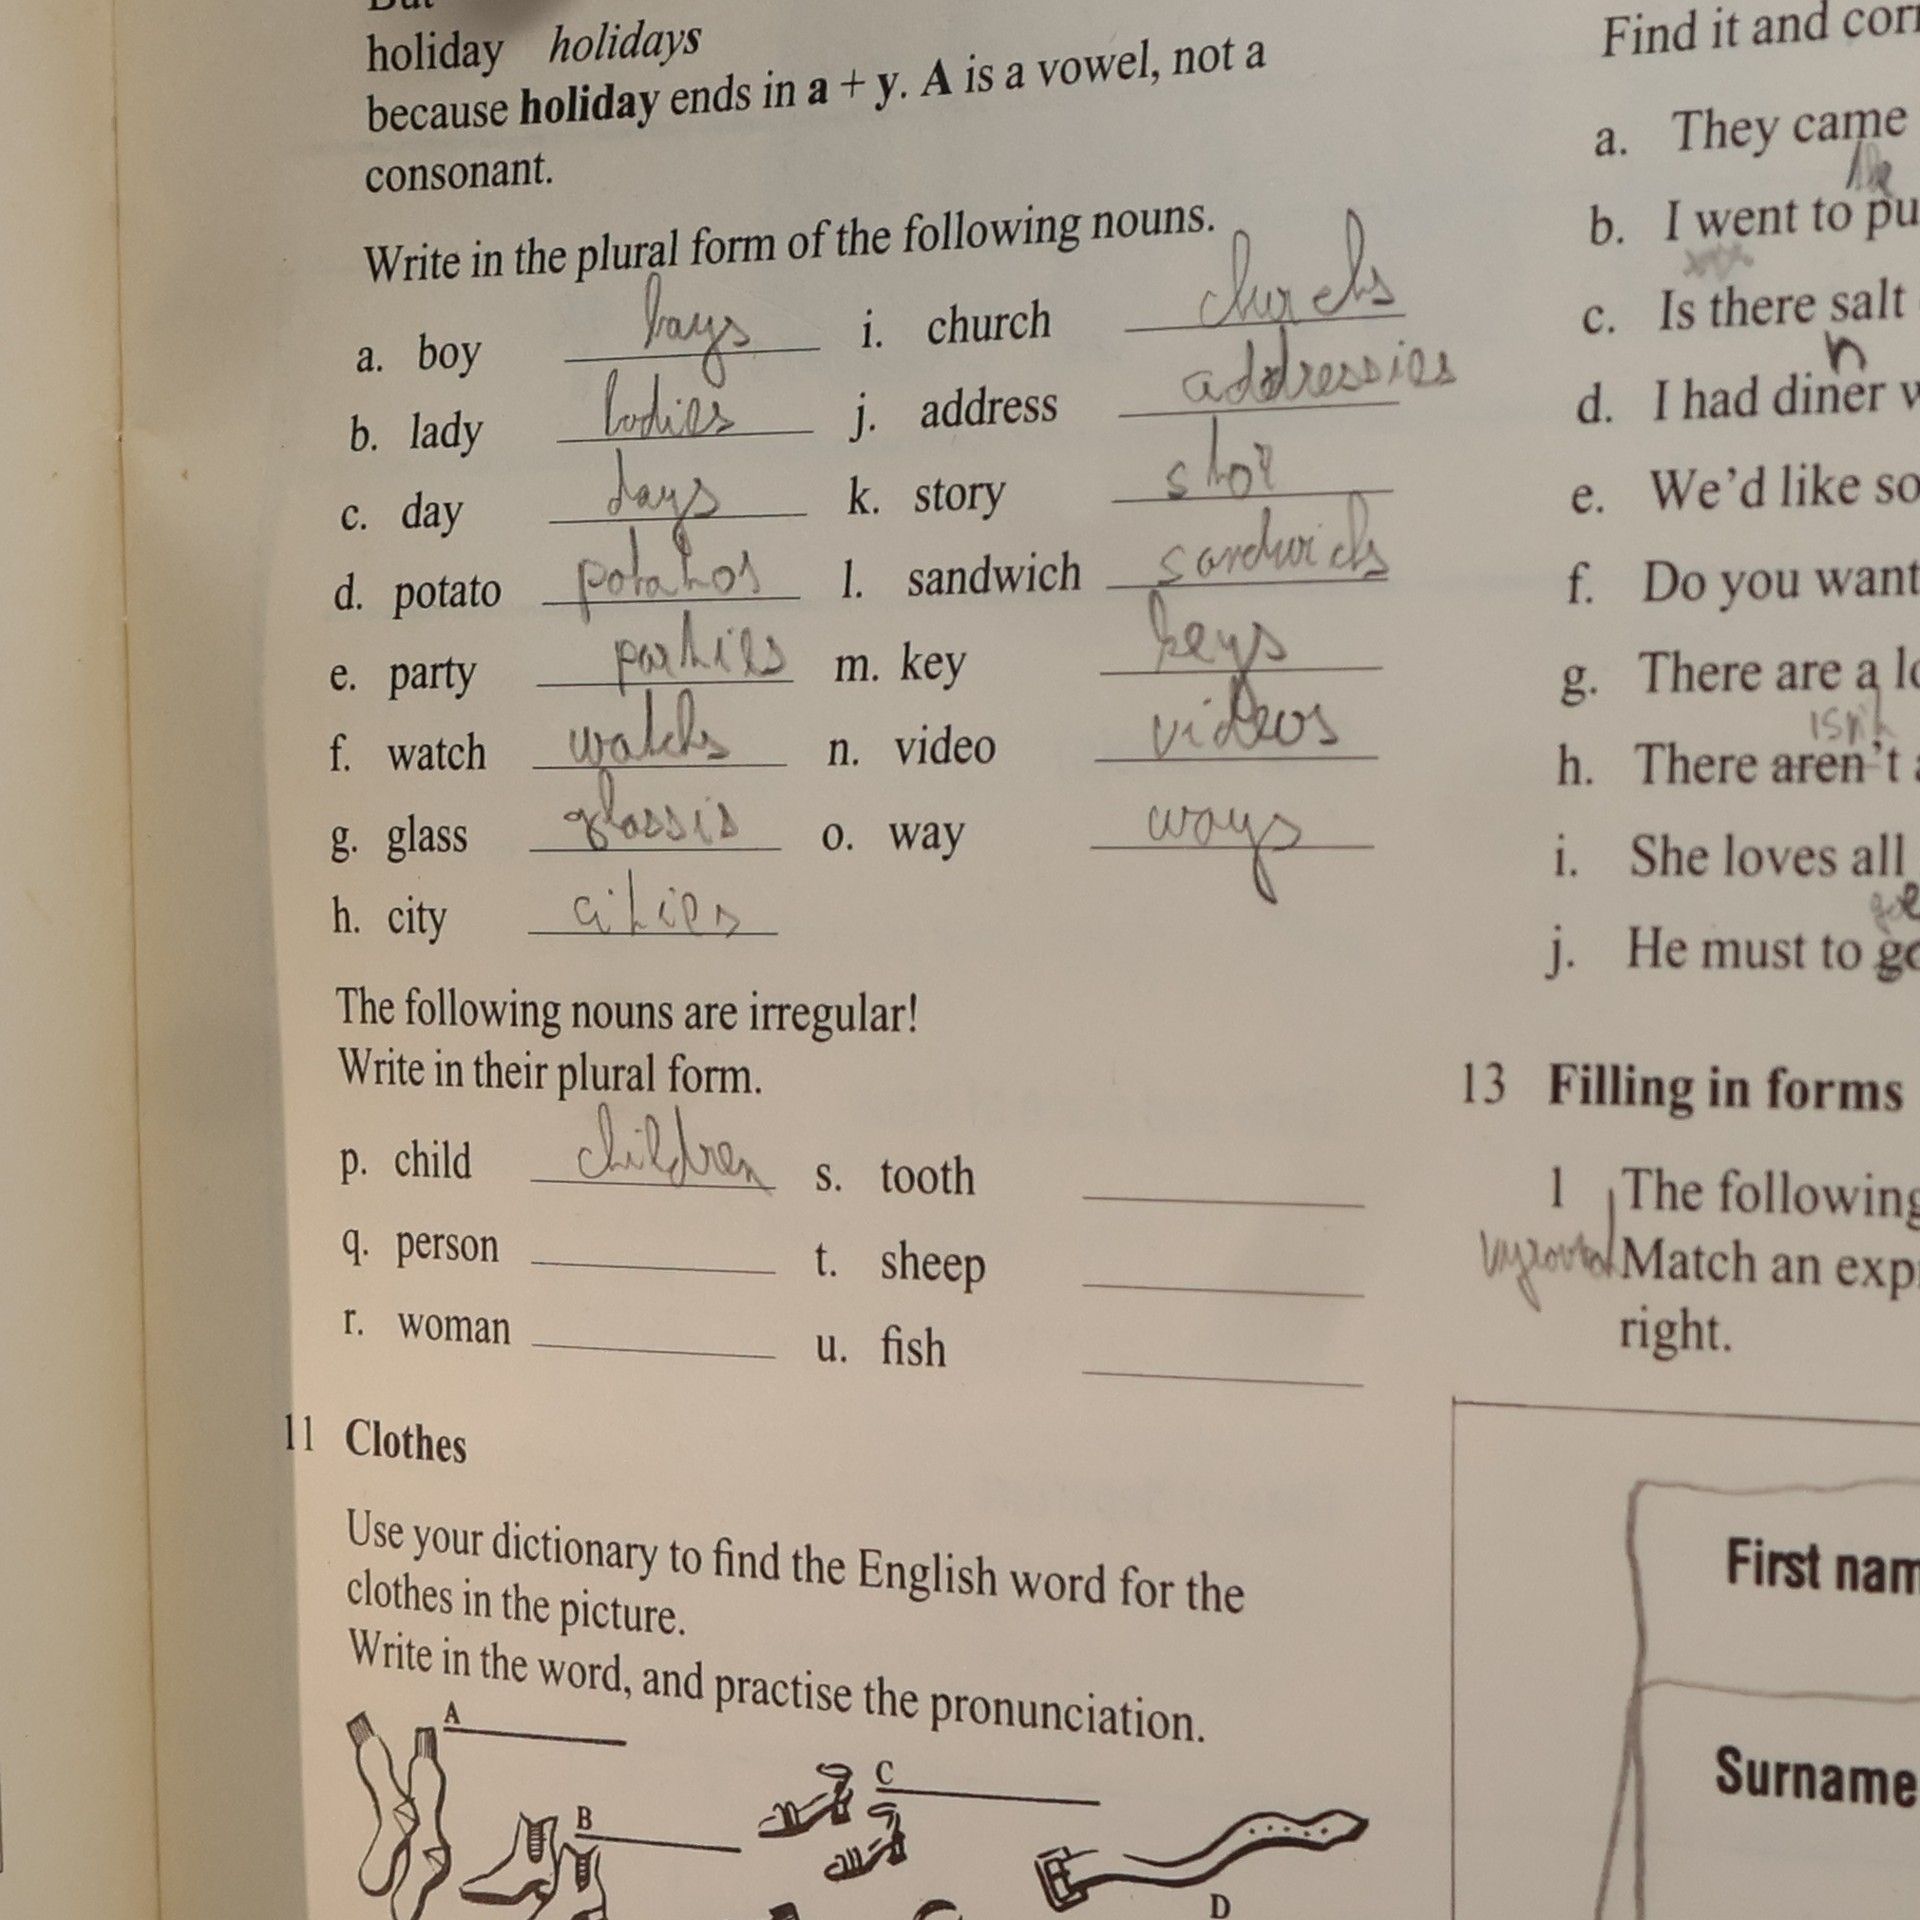 But
holiday holidays
because holiday ends in a + y. A is a vowel, not a
consonant.
Write in the plural form of the following nouns.
a. boy boys i. church churchs
b. lady ladies j. address addressies
c. day days k. story stor
d. potato potatos l. sandwich sandwichs
e. party parties m. key keys
f. watch watchs n. video videos
g. glass glassis o. way ways
h. city cities
The following nouns are irregular!
Write in their plural form.
p. child children s. tooth
q. person t. sheep
r. woman u. fish
11 Clothes
Use your dictionary to find the English word for the
clothes in the picture.
Write in the word, and practise the pronunciation.
A
B
C
D
Find it and corr
a. They came
the
b. I went to pu
c. Is there salt
n
d. I had diner w
e. We'd like so
f. Do you want
g. There are a lo
isn't
h. There aren't a
i. She loves all
goe
j. He must to go
13 Filling in forms
1 The following
Match an exp
right.
First nam
Surname